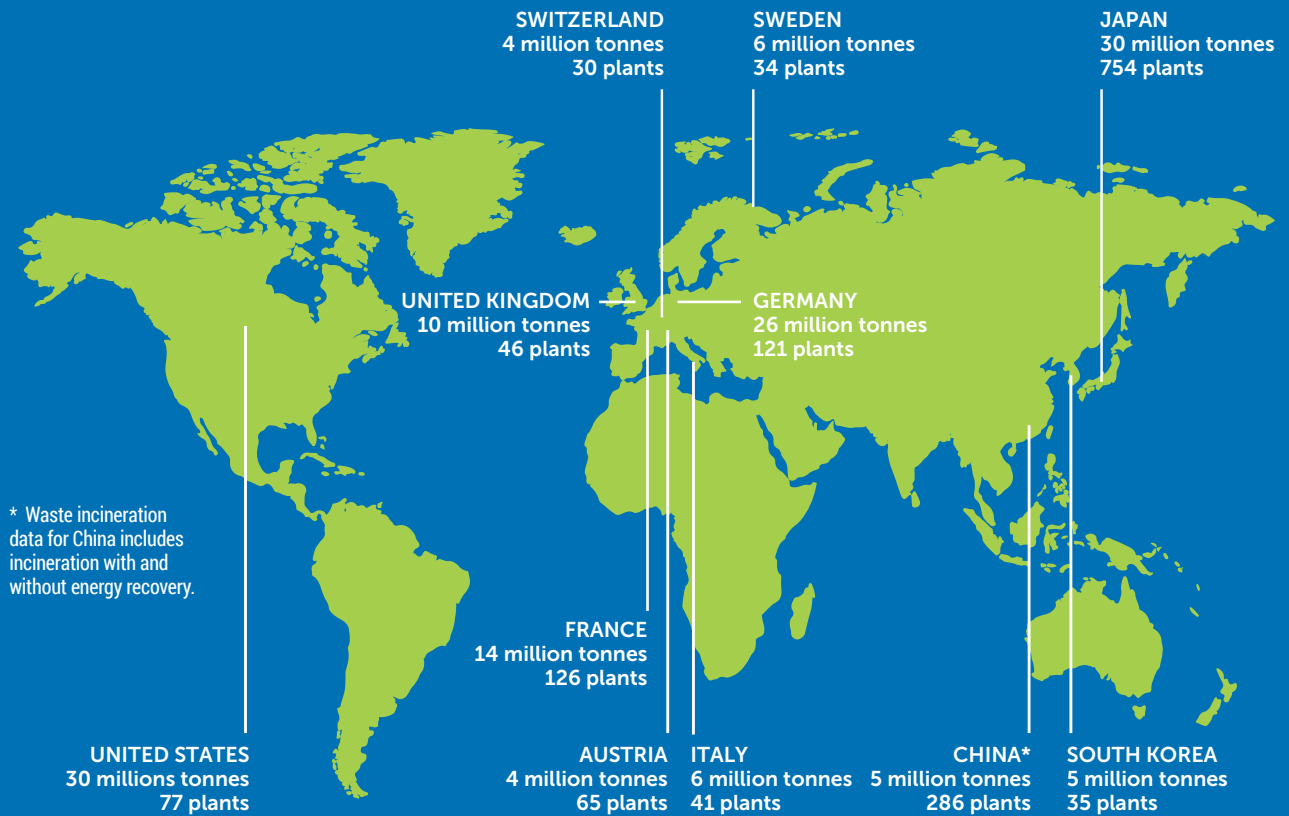 SWITZERLAND
4 million tonnes
30 plants
SWEDEN
6 million tonnes
34 plants
JAPAN
30 million tonnes
754 plants
UNITED KINGDOM
10 million tonnes
46 plants
GERMANY
26 million tonnes
121 plants
* Waste incineration
data for China includes
incineration with and
without energy recovery.
FRANCE
14 million tonnes
126 plants
UNITED STATES
30 millions tonnes
77 plants
AUSTRIA
4 million tonnes
65 plants
ITALY
6 million tonnes
41 plants
CHINA*
5 million tonnes
286 plants
SOUTH KOREA
5 million tonnes
35 plants